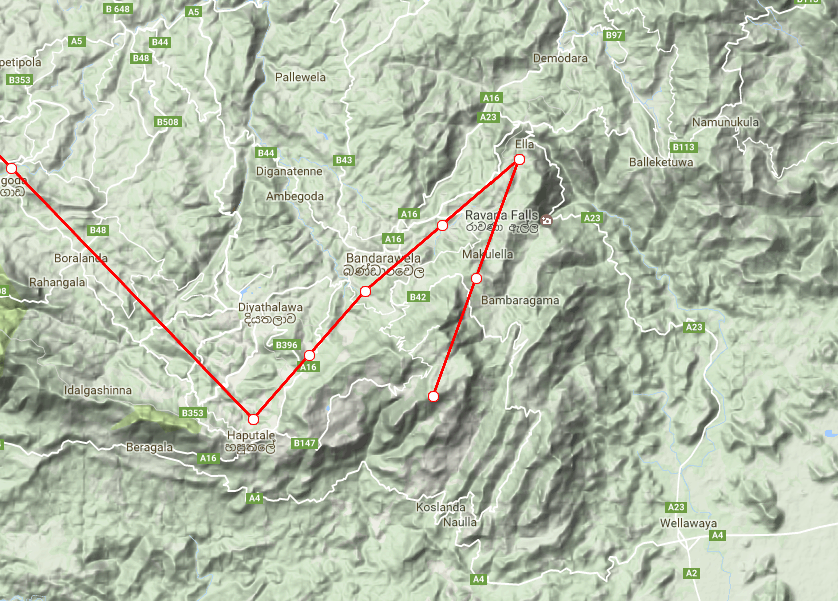 B 648
A5
B44
A5
B48
B97
Demodara
petipola
B353
Pallewela
A16
A23
B508
Namunukula
Ella
B44
B43
B113
Balleketuwa
Diganatenne
goda
ගොඩ
Ambegoda
A16
Ravana Falls
රාවණා ඇල්ල
A23
B48
A16
Boralanda
Bandarawela
බණ්ඩාරවෙල
Makulella
Rahangala
98
B42
Bambaragama
Diyathalawa
දියතලාව
A23
B396
A16
Idalgashinna
B353
Haputale
හපුතලේ
B147
Beragala
A16
A4
Koslanda
Naulla
A23
Wellawaya
A4
A4
A2